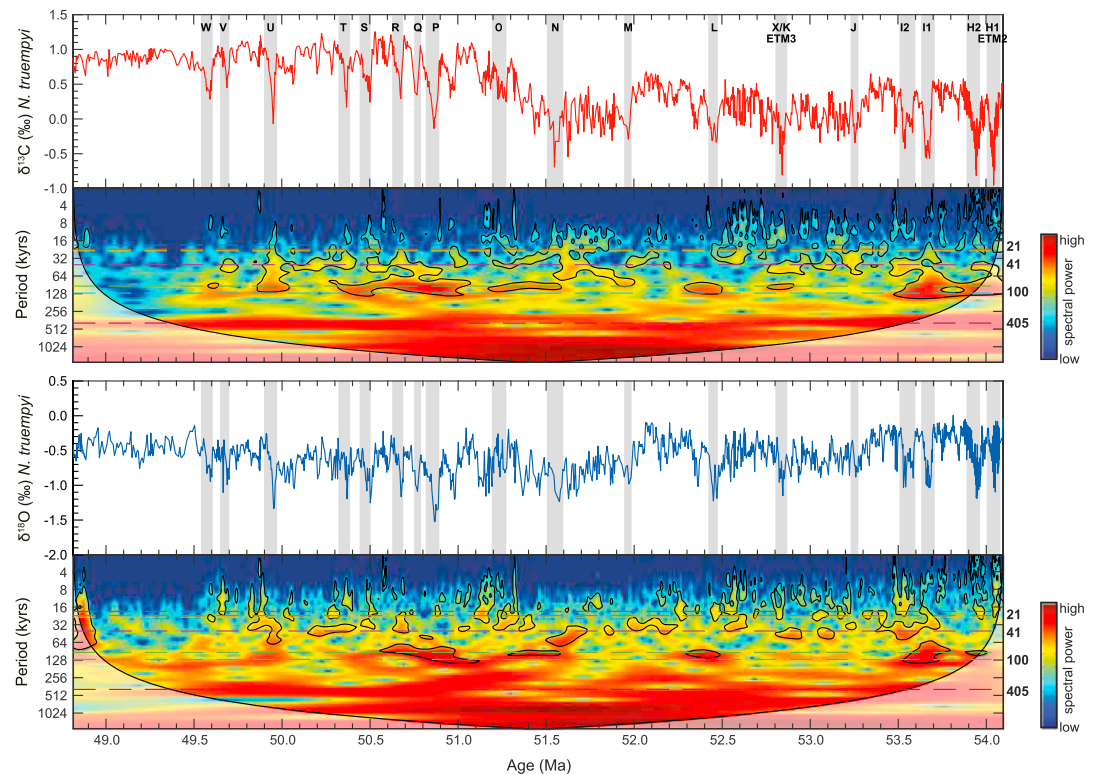 W V U T S R Q P O N M L X/K J I2 I1 H2 H1
ETM3 ETM2
1.5
1.0
0.5
0.0
-0.5
-1.0
δ13C (‰) N. truempyi
4
8
16
32
64
128
256
512
1024
Period (kyrs)
21
41
100
405
high
spectral power
low
0.5
0.0
-0.5
-1.0
-1.5
-2.0
δ18O (‰) N. truempyi
4
8
16
32
64
128
256
512
1024
Period (kyrs)
21
41
100
405
high
spectral power
low
49.0 49.5 50.0 50.5 51.0 51.5 52.0 52.5 53.0 53.5 54.0
Age (Ma)